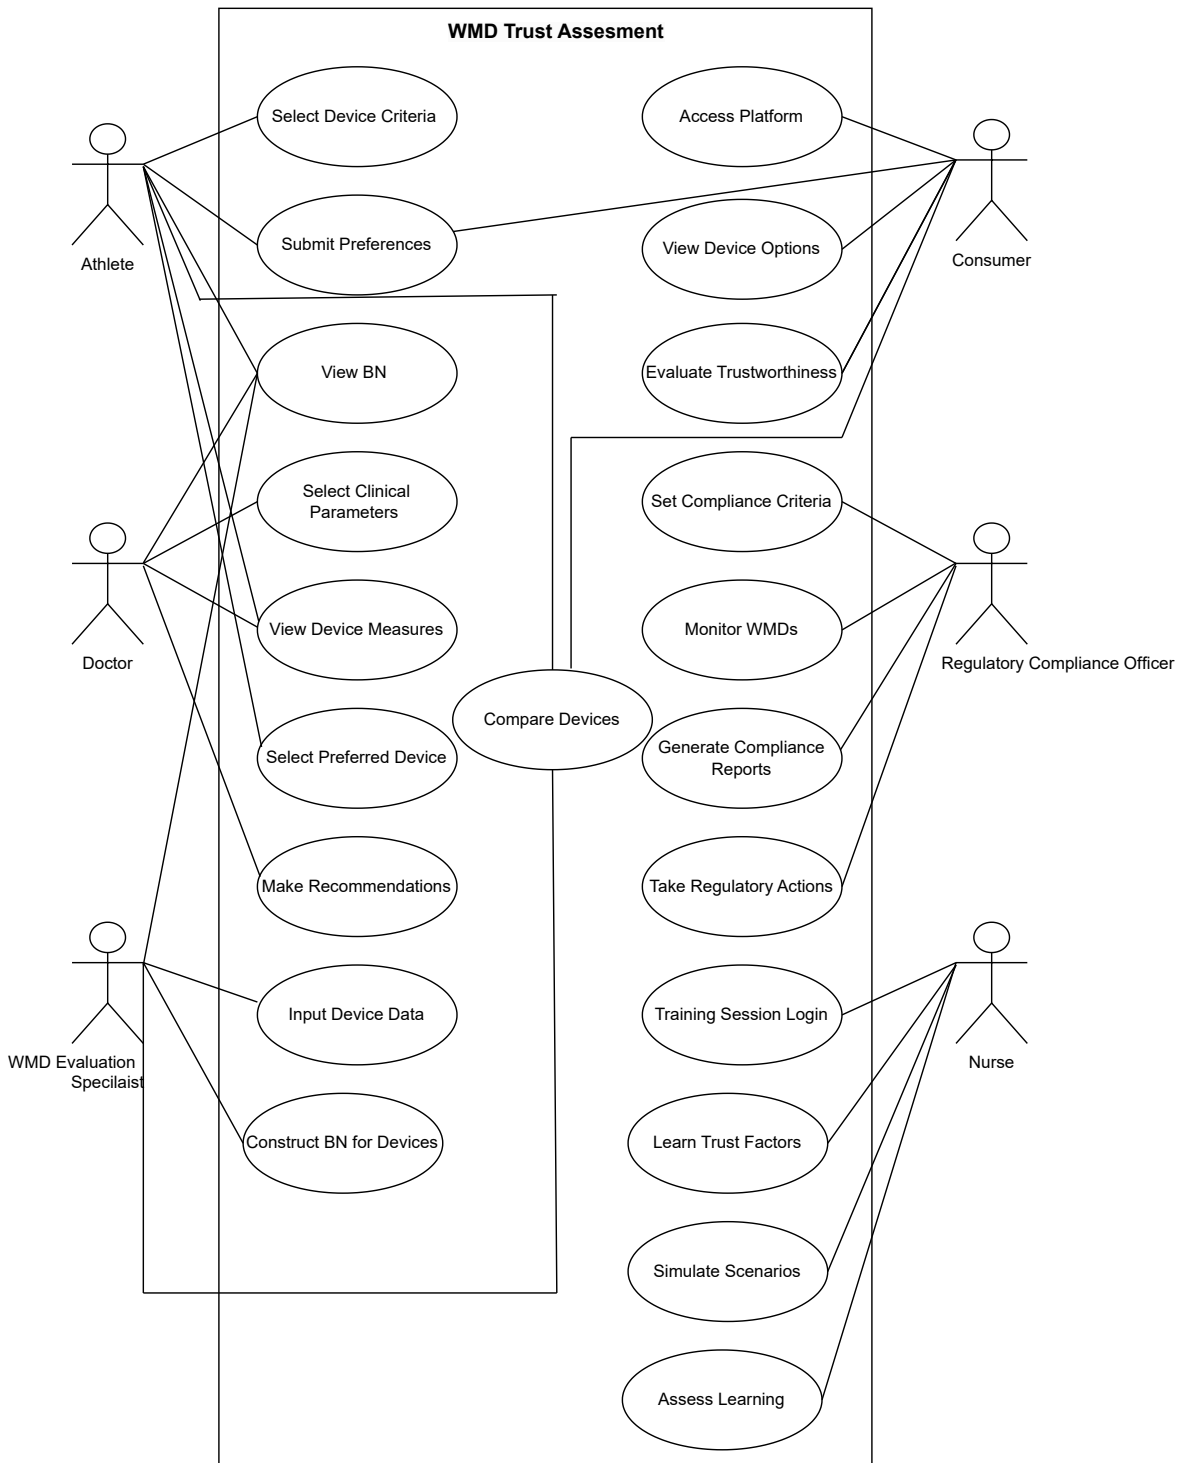 WMD Trust Assesment
Select Device Criteria
Access Platform
Submit Preferences
View Device Options
Athlete
Consumer
View BN
Evaluate Trustworthiness
Select Clinical
Parameters
Set Compliance Criteria
View Device Measures
Monitor WMDs
Doctor
Regulatory Compliance Officer
Compare Devices
Select Preferred Device
Generate Compliance
Reports
Make Recommendations
Take Regulatory Actions
Input Device Data
Training Session Login
WMD Evaluation
Specilaist
Nurse
Construct BN for Devices
Learn Trust Factors
Simulate Scenarios
Assess Learning